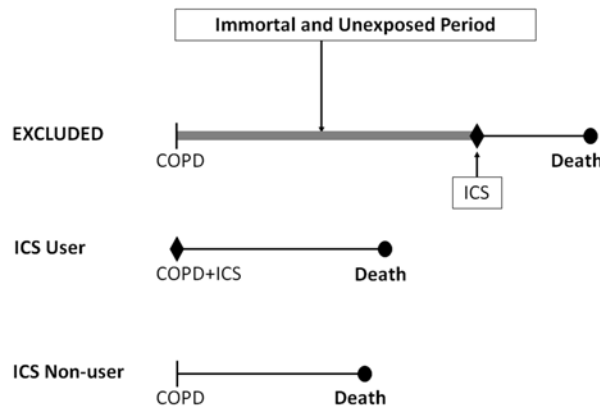 Immortal and Unexposed Period
EXCLUDED
COPD
Death
ICS
ICS User
COPD+ICS
Death
ICS Non-user
COPD
Death